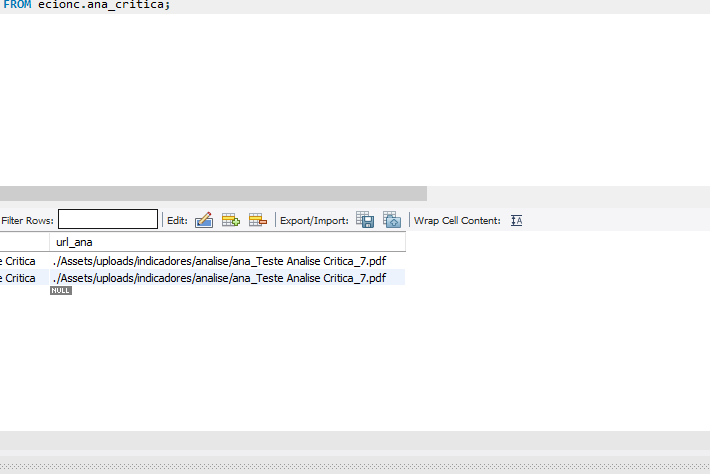 FROM ecionc.ana_critica;
Filter Rows: Edit: Export/Import: Wrap Cell Content: A
url_ana
e Critica ./Assets/uploads/indicadores/analise/ana_Teste Analise Critica_7.pdf
e Critica ./Assets/uploads/indicadores/analise/ana_Teste Analise Critica_7.pdf
NULL